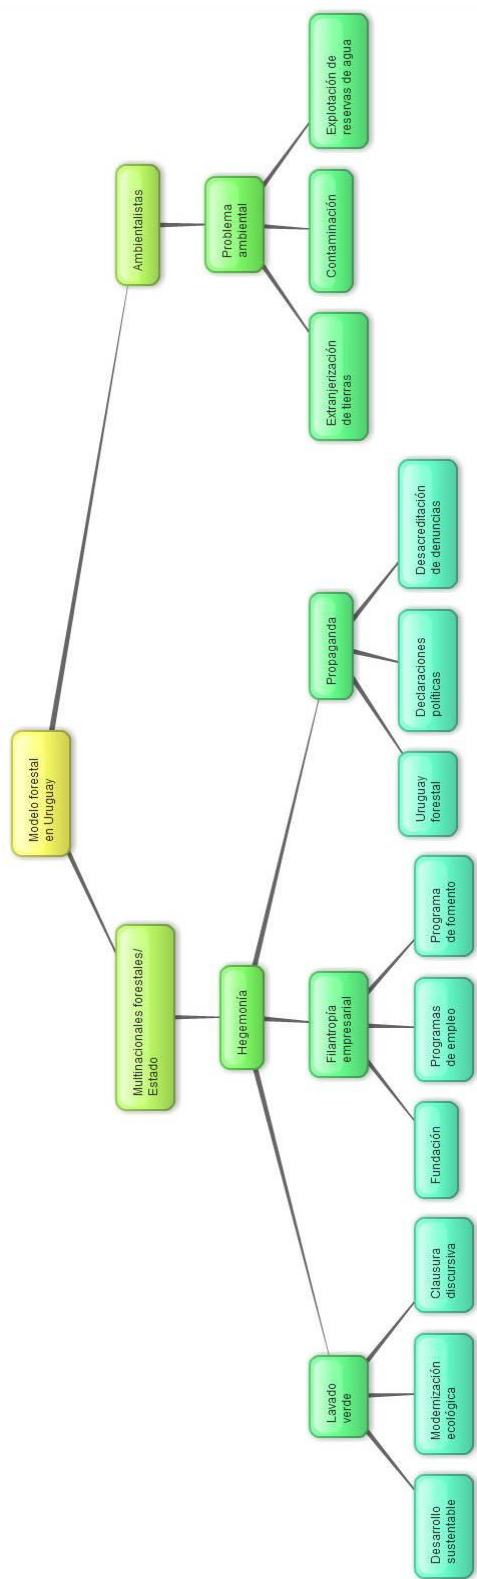 Modelo forestal
en Uruguay
Multinacionales forestales/
Estado
Ambientalistas
Hegemonía
Problema
ambiental
Lavado
verde
Filantropía
empresarial
Propaganda
Extranjerización
de tierras
Contaminación
Explotación de
reservas de agua
Desarrollo
sustentable
Modernización
ecológica
Clausura
discursiva
Fundación
Programas
de empleo
Programa
de fomento
Uruguay
forestal
Declaraciones
políticas
Desacreditación
de denuncias